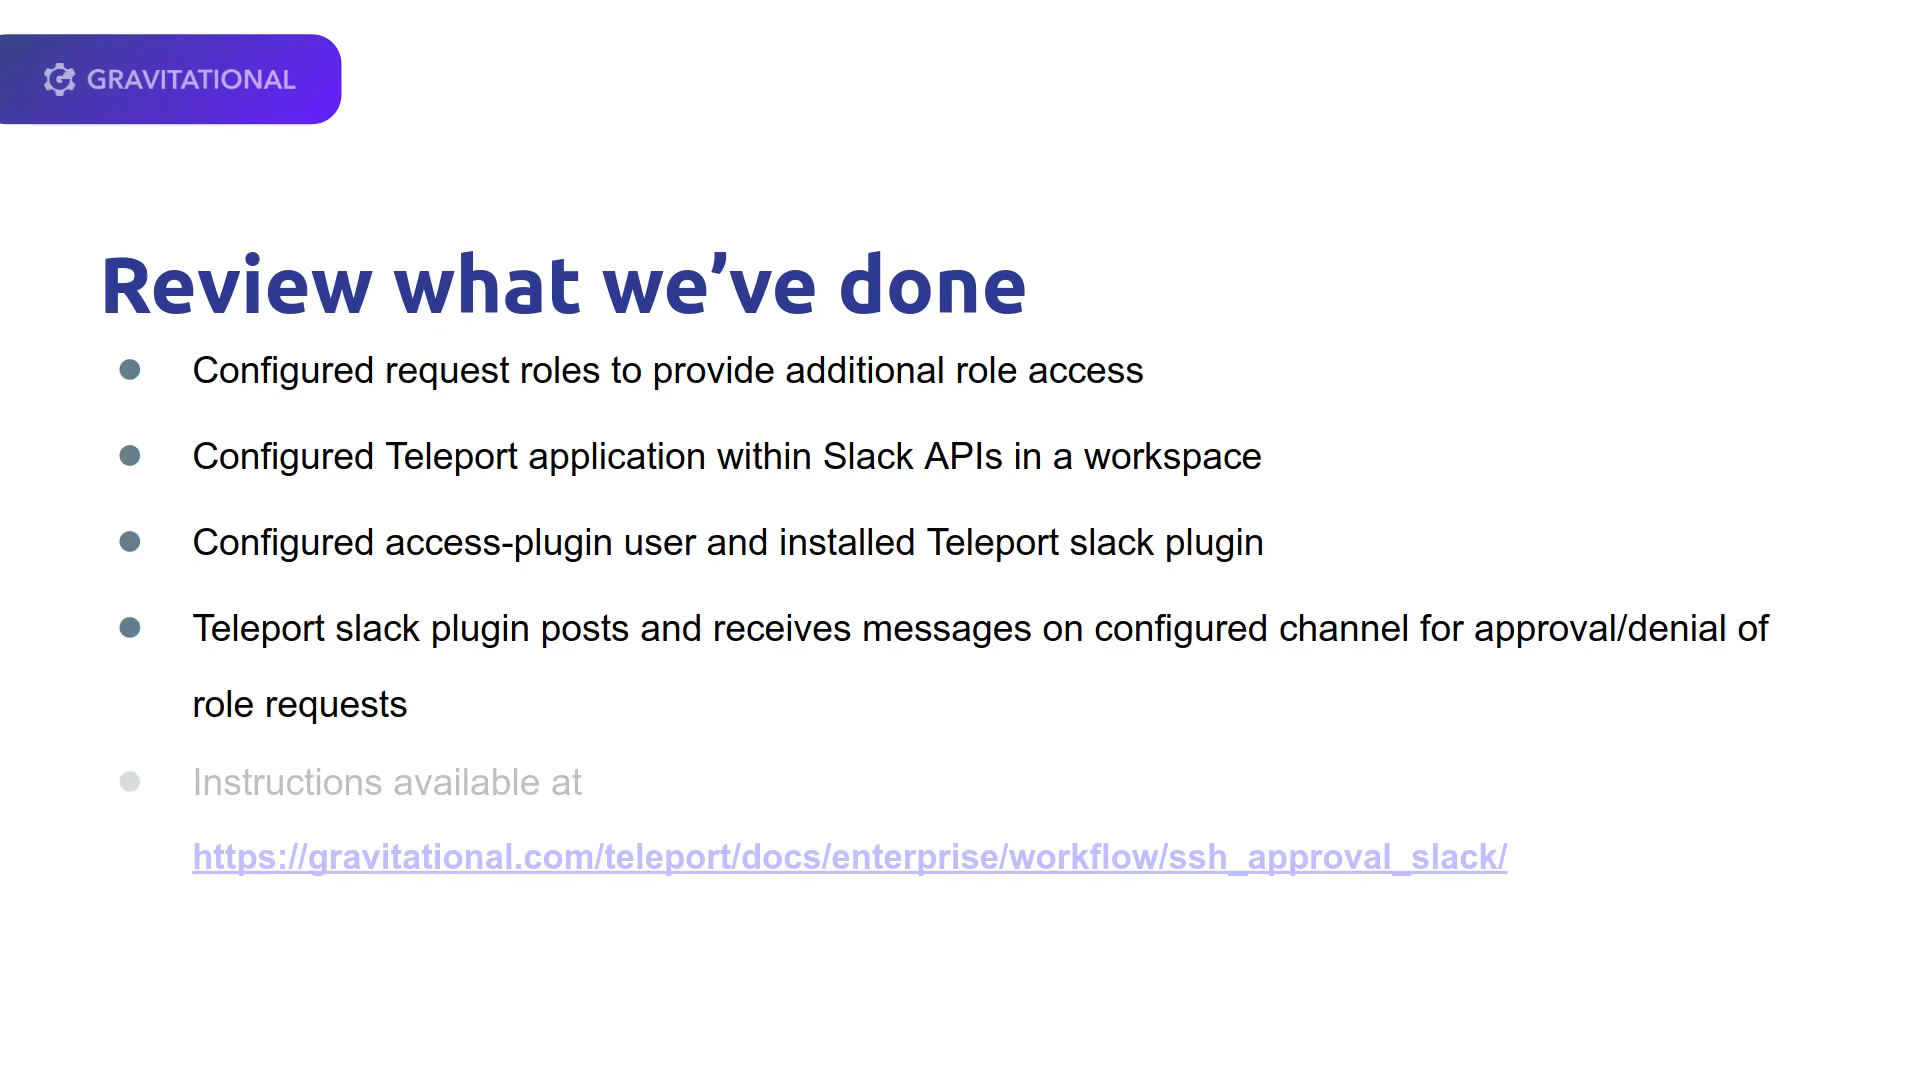 GRAVITATIONAL
Review what we’ve done
Configured request roles to provide additional role access
Configured Teleport application within Slack APIs in a workspace
Configured access-plugin user and installed Teleport slack plugin
Teleport slack plugin posts and receives messages on configured channel for approval/denial of
role requests
Instructions available at
https://gravitational.com/teleport/docs/enterprise/workflow/ssh_approval_slack/